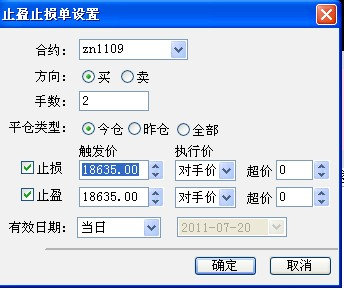 止盈止损单设置
合约： zn1109
方向： 买 卖
手数： 2
平仓类型： 今仓 昨仓 全部
触发价 执行价
止损 18635.00 对手价 超价 0
止盈 18635.00 对手价 超价 0
有效日期： 当日 2011-07-20
确定 取消